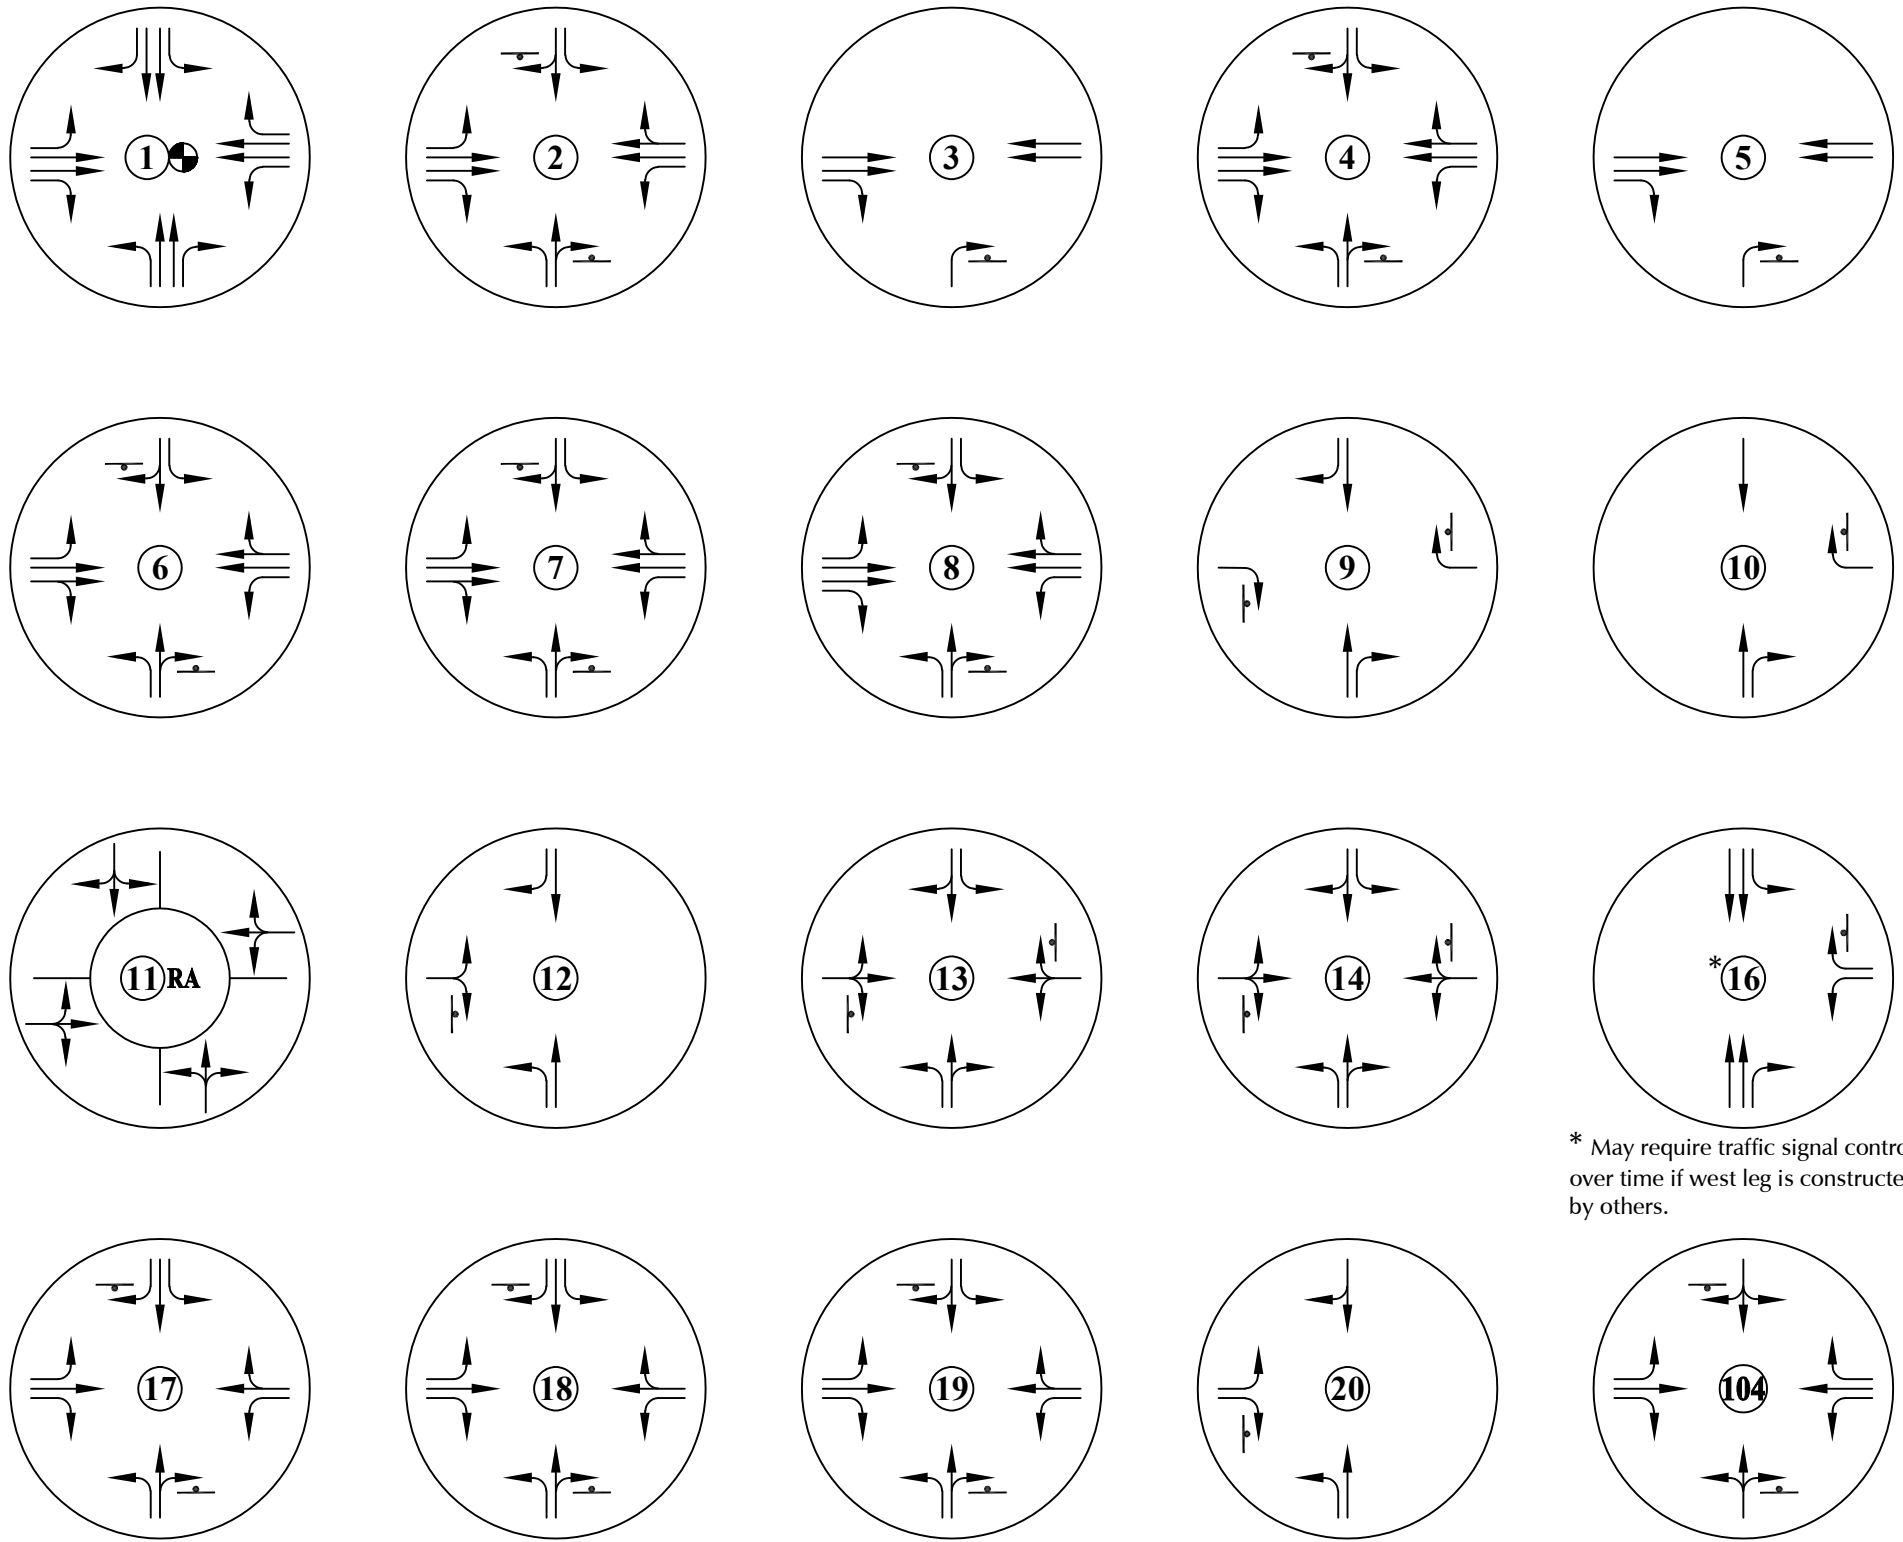 1 2 3 4 5
6 7 8 9 10
11 RA 12 13 14 *16
* May require traffic signal contro
over time if west leg is constructe
by others.
17 18 19 20 104